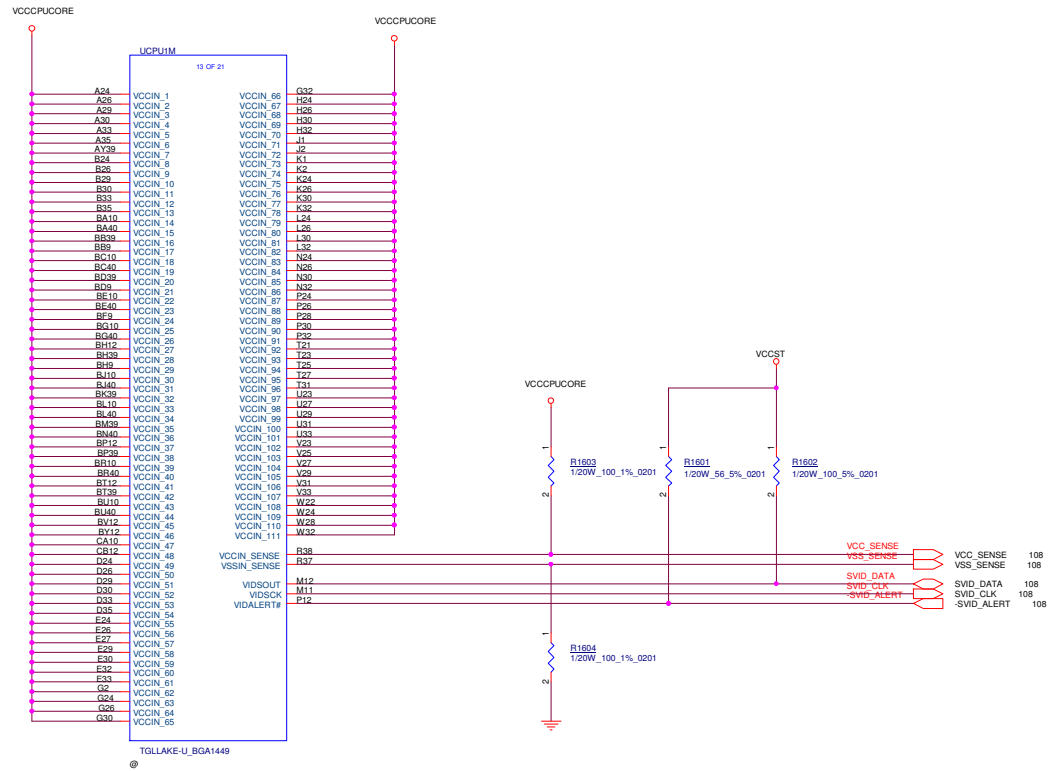 VCCCPUCORE
VCCCPUCORE
UCPU1M
13 OF 21
A24 VCCIN_1 VCCIN_66 G32
A26 VCCIN_2 VCCIN_67 H24
A29 VCCIN_3 VCCIN_68 H26
A30 VCCIN_4 VCCIN_69 H30
A33 VCCIN_5 VCCIN_70 H32
A35 VCCIN_6 VCCIN_71 J1
AY39 VCCIN_7 VCCIN_72 J2
B24 VCCIN_8 VCCIN_73 K1
B26 VCCIN_9 VCCIN_74 K2
B29 VCCIN_10 VCCIN_75 K24
B30 VCCIN_11 VCCIN_76 K26
B33 VCCIN_12 VCCIN_77 K30
B35 VCCIN_13 VCCIN_78 K32
BA10 VCCIN_14 VCCIN_79 L24
BA40 VCCIN_15 VCCIN_80 L26
BB39 VCCIN_16 VCCIN_81 L30
BB9 VCCIN_17 VCCIN_82 L32
BC10 VCCIN_18 VCCIN_83 N24
BC40 VCCIN_19 VCCIN_84 N26
BD39 VCCIN_20 VCCIN_85 N30
BD9 VCCIN_21 VCCIN_86 N32
BE10 VCCIN_22 VCCIN_87 P24
BE40 VCCIN_23 VCCIN_88 P26
BF9 VCCIN_24 VCCIN_89 P28
BG10 VCCIN_25 VCCIN_90 P30
BG40 VCCIN_26 VCCIN_91 P32
BH12 VCCIN_27 VCCIN_92 T21
BH39 VCCIN_28 VCCIN_93 T23
BH9 VCCIN_29 VCCIN_94 T25
BJ10 VCCIN_30 VCCIN_95 T27
BJ40 VCCIN_31 VCCIN_96 T31
BK39 VCCIN_32 VCCIN_97 U23
BL10 VCCIN_33 VCCIN_98 U27
BL40 VCCIN_34 VCCIN_99 U29
BM39 VCCIN_35 VCCIN_100 U31
BN40 VCCIN_36 VCCIN_101 U33
BP12 VCCIN_37 VCCIN_102 V23
BP39 VCCIN_38 VCCIN_103 V25
BR10 VCCIN_39 VCCIN_104 V27
BR40 VCCIN_40 VCCIN_105 V29
BT12 VCCIN_41 VCCIN_106 V31
BT39 VCCIN_42 VCCIN_107 V33
BU10 VCCIN_43 VCCIN_108 W22
BU40 VCCIN_44 VCCIN_109 W24
BV12 VCCIN_45 VCCIN_110 W28
BY12 VCCIN_46 VCCIN_111 W32
CA10 VCCIN_47
CB12 VCCIN_48 VCCIN_SENSE R38
D24 VCCIN_49 VSSIN_SENSE R37
D26 VCCIN_50
D29 VCCIN_51 VIDSOUT M12
D30 VCCIN_52 VIDSCK M11
D33 VCCIN_53 VIDALERT# P12
D35 VCCIN_54
E24 VCCIN_55
E26 VCCIN_56
E27 VCCIN_57
E29 VCCIN_58
E30 VCCIN_59
E32 VCCIN_60
E33 VCCIN_61
G2 VCCIN_62
G24 VCCIN_63
G26 VCCIN_64
G30 VCCIN_65
TGLLAKE-U_BGA1449
@
VCCCPUCORE
VCCST
1
R1603
1/20W_100_1%_0201
2
1
R1601
1/20W_56_5%_0201
2
1
R1602
1/20W_100_5%_0201
2
VCC_SENSE
VSS_SENSE
SVID_DATA
SVID_CLK
-SVID_ALERT
VCC_SENSE 108
VSS_SENSE 108
SVID_DATA 108
SVID_CLK 108
-SVID_ALERT 108
1
R1604
1/20W_100_1%_0201
2